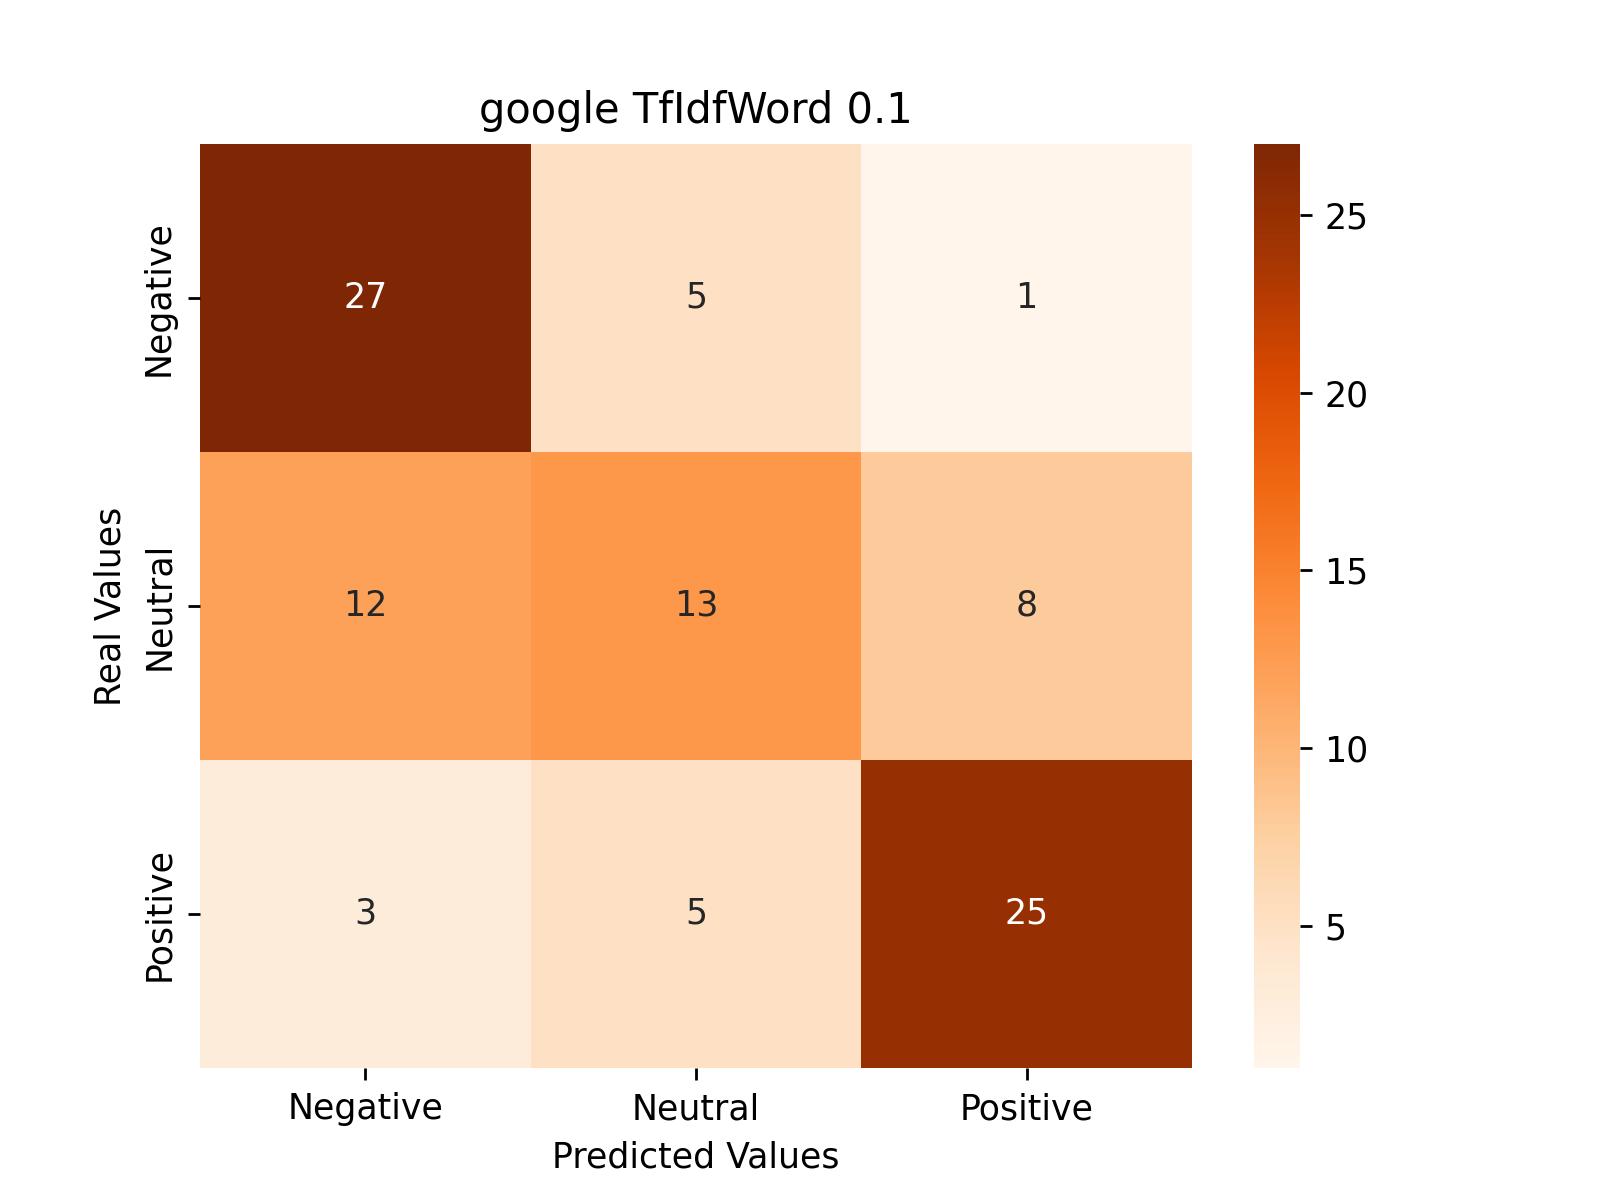 google TfIdfWord 0.1
Real Values
Negative
27 5 1
Neutral
12 13 8
Positive
3 5 25
Negative Neutral Positive
Predicted Values
25
20
15
10
5